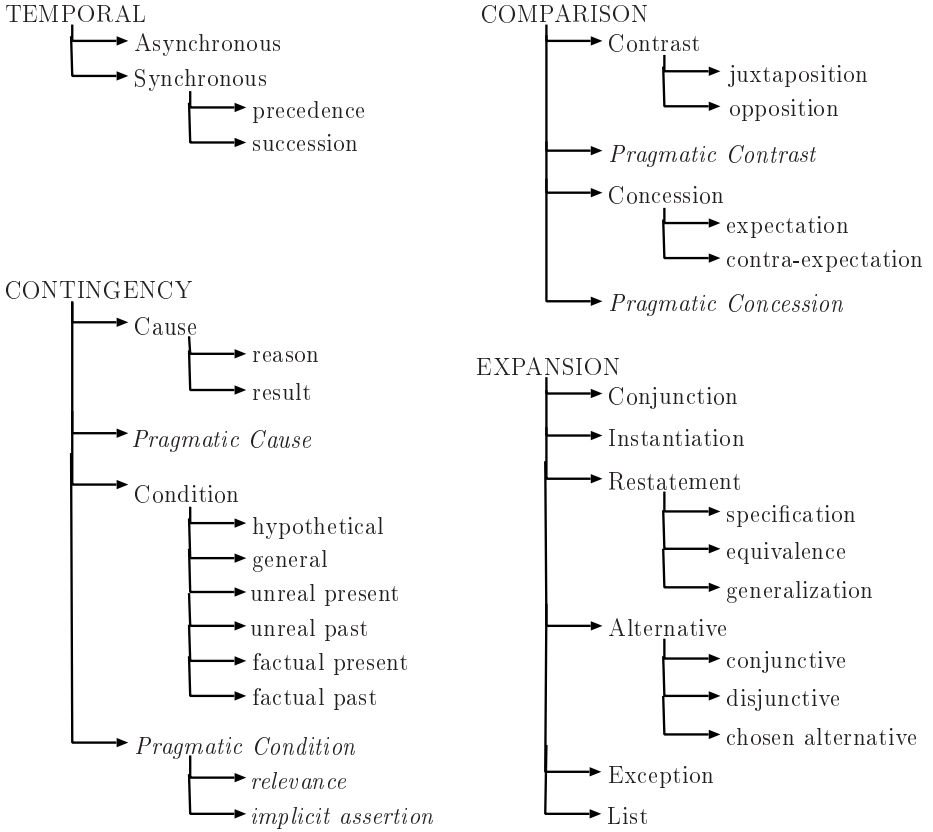 TEMPORAL
Asynchronous
Synchronous
precedence
succession
CONTINGENCY
Cause
reason
result
Pragmatic Cause
Condition
hypothetical
general
unreal present
unreal past
factual present
factual past
Pragmatic Condition
relevance
implicit assertion
COMPARISON
Contrast
juxtaposition
opposition
Pragmatic Contrast
Concession
expectation
contra-expectation
Pragmatic Concession
EXPANSION
Conjunction
Instantiation
Restatement
specification
equivalence
generalization
Alternative
conjunctive
disjunctive
chosen alternative
Exception
List